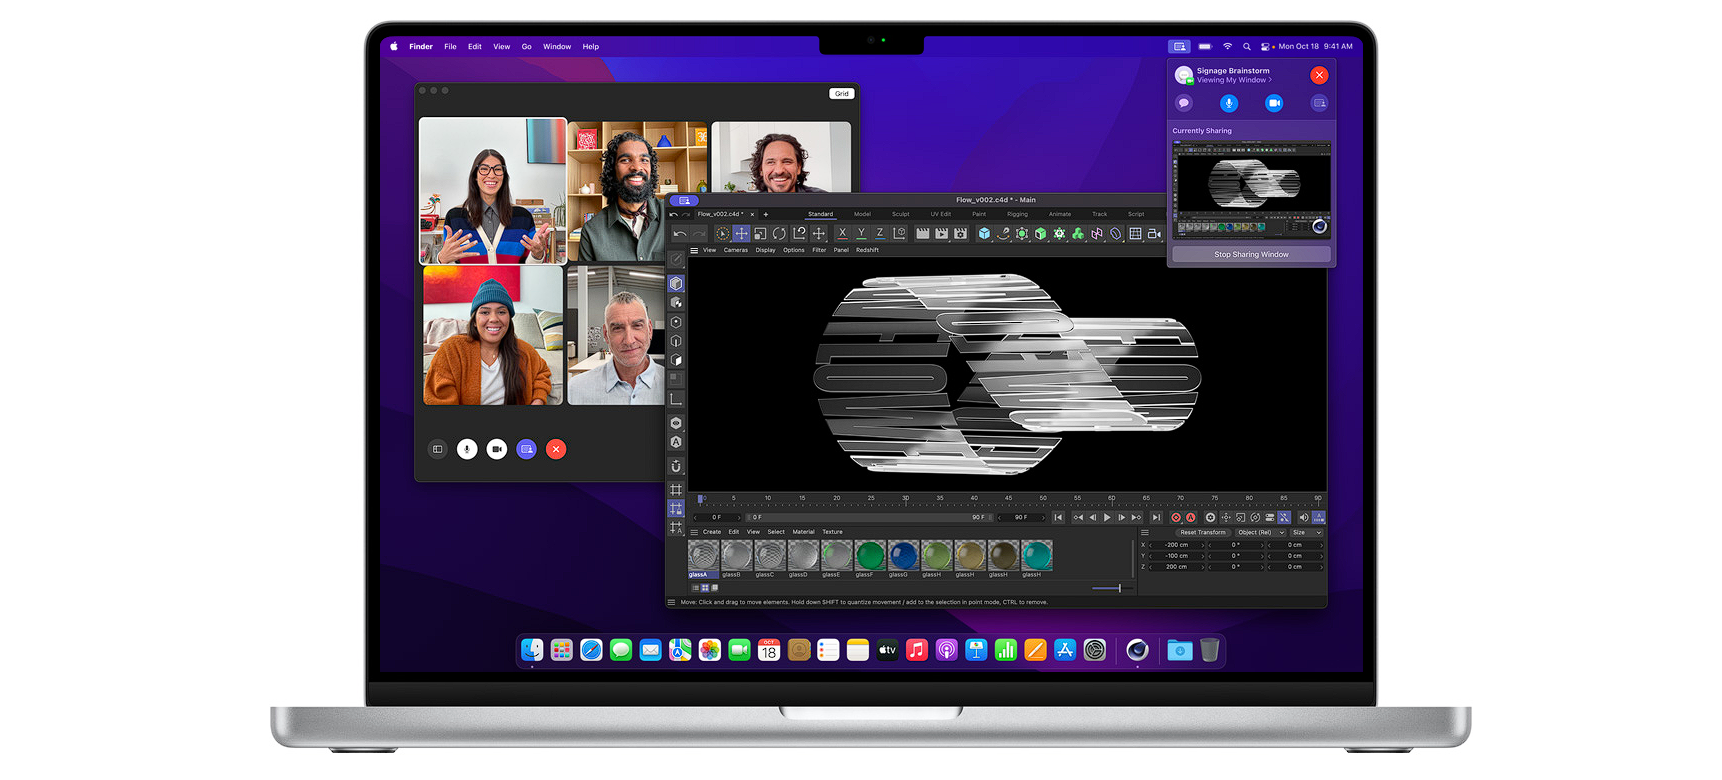 Finder File Edit View Go Window Help
Mon Oct 18 9:41 AM
Signage Brainstorm
Viewing My Window >
Grid
Currently Sharing
Stop Sharing Window
Flow_v002.c4d * - Main
Flow_v002.c4d * × +
Standard Model Sculpt UV Edit Paint Rigging Animate Track Script
X Y Z
View Cameras Display Options Filter Panel Redshift
0 5 10 15 20 25 30 35 40 45 50 55 60 65 70 75 80 85 90
0 F 0 F 90 F 90 F
Create Edit View Select Material Texture
Reset Transform Object (Rel) Size
X -200 cm 0 ° 0 cm
Y -100 cm 0 ° 0 cm
Z 200 cm 0 ° 0 cm
glassA glassB glassC glassD glassE glassF glassG glassH glassH glassH glassH
Move: Click and drag to move elements. Hold down SHIFT to quantize movement / add to the selection in point mode, CTRL to remove.
OCT
18
tv